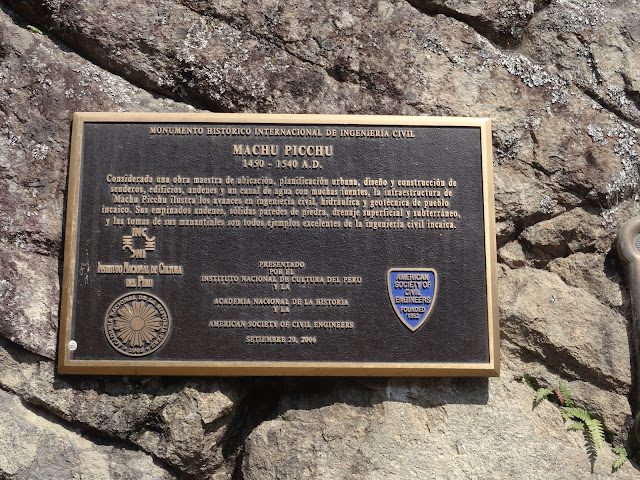 MONUMENTO HISTÓRICO INTERNACIONAL DE INGENIERÍA CIVIL
MACHU PICCHU
1450 - 1540 A.D.
Considerada una obra maestra de ubicación, planificación urbana, diseño y construcción de
senderos, edificios, andenes y un canal de agua con muchas fuentes, la infraestructura de
Machu Picchu ilustra los avances en ingeniería civil, hidráulica y geotécnica de pueblo
incaico. Sus empinados andenes, sólidas paredes de piedra, drenaje superficial y subterráneo,
y las tomas de sus manantiales son todos ejemplos excelentes de la ingeniería civil incaica.
INSTITUTO NACIONAL DE CULTURA
DEL PERU
PRESENTADO
POR EL
INSTITUTO NACIONAL DE CULTURA DEL PERU
Y LA
ACADEMIA NACIONAL DE LA HISTORIA
Y LA
AMERICAN SOCIETY OF CIVIL ENGINEERS
SETIEMBRE 20, 2006
AMERICAN
SOCIETY OF
CIVIL
ENGINEERS
FOUNDED
1852